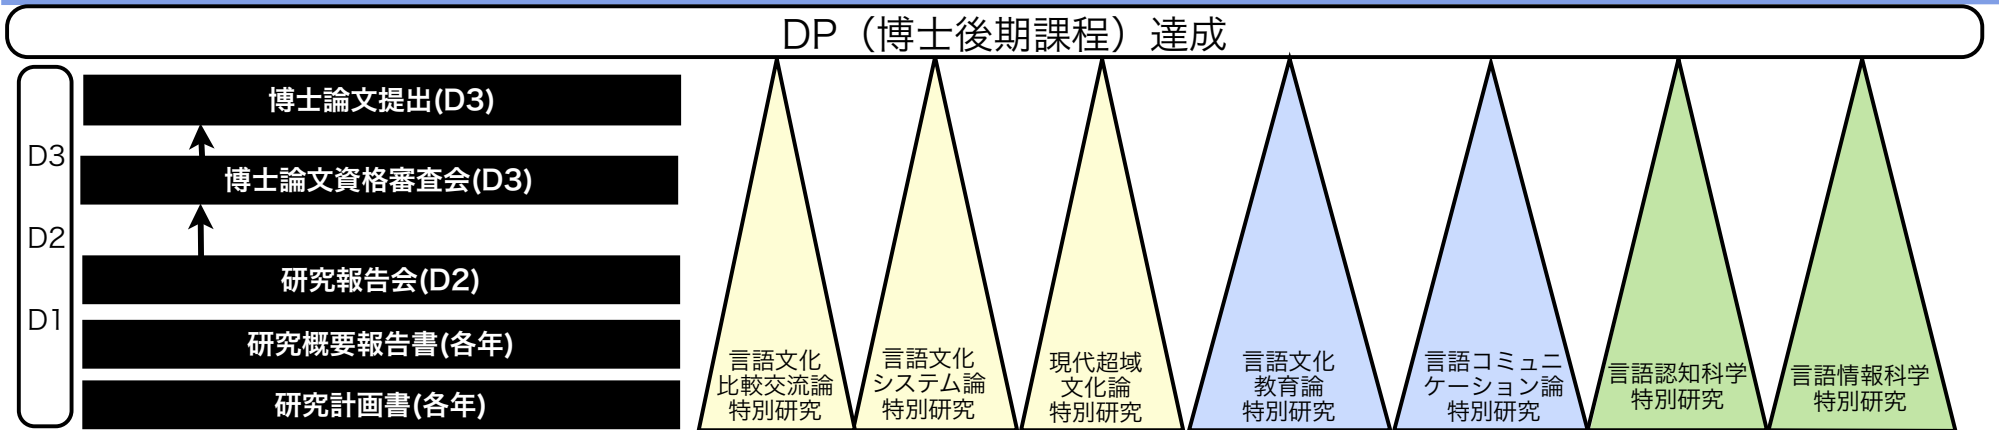 DP（博士後期課程）達成
D3
D2
D1
博士論文提出(D3)
博士論文資格審査会(D3)
研究報告会(D2)
研究概要報告書(各年)
研究計画書(各年)
言語文化
比較交流論
特別研究
言語文化
システム論
特別研究
現代超域
文化論
特別研究
言語文化
教育論
特別研究
言語コミュニ
ケーション論
特別研究
言語認知科学
特別研究
言語情報科学
特別研究